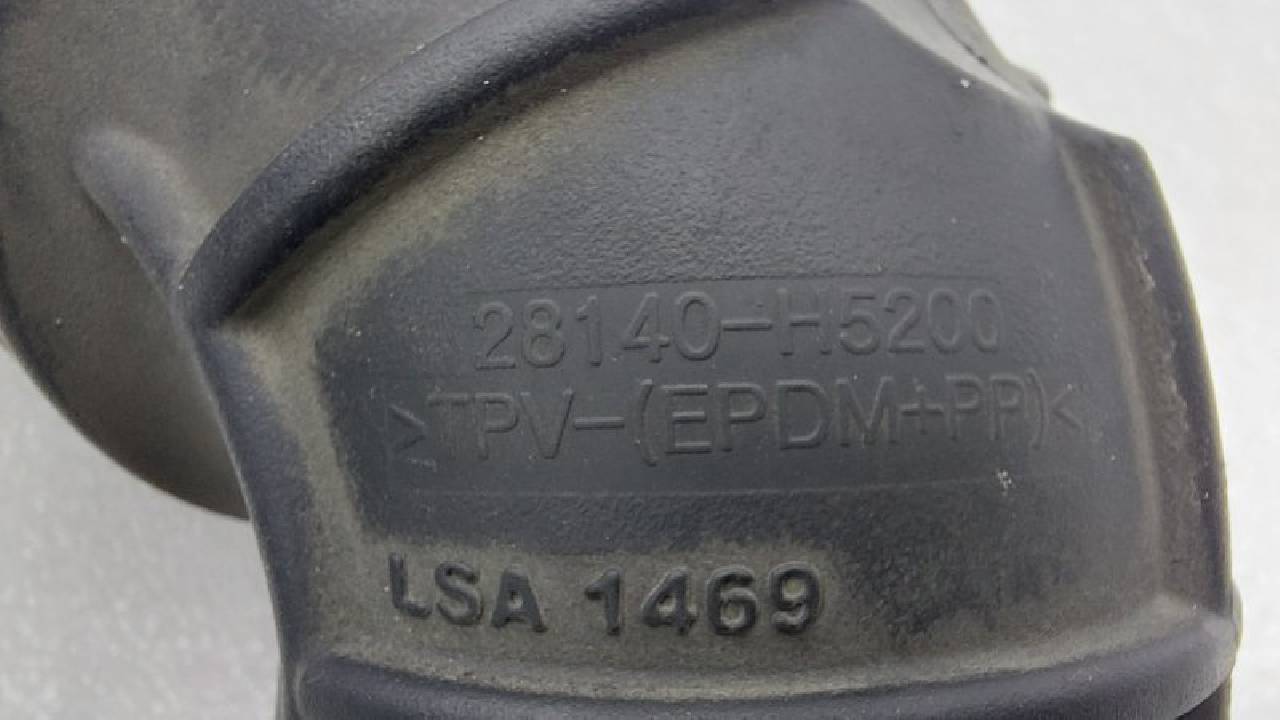 28140-H5200
>TPV-(EPDM+PP)<
LSA 1469